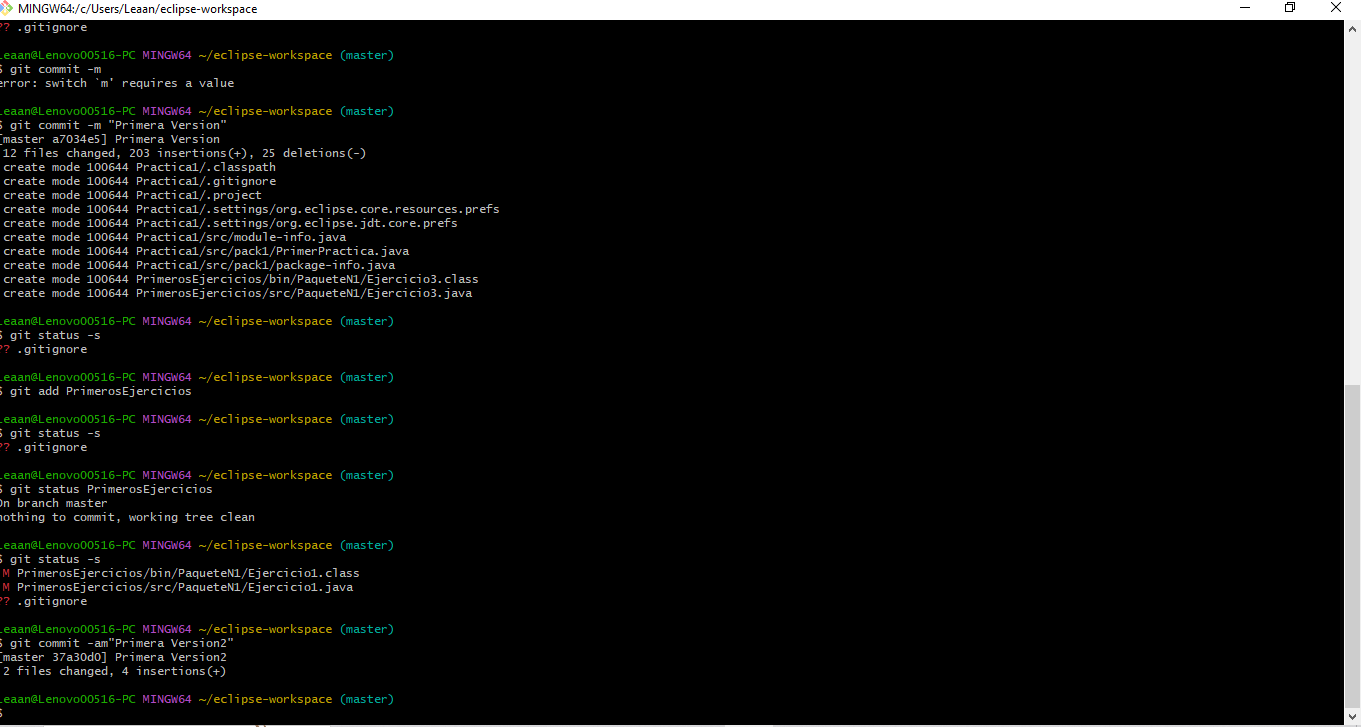 MINGW64:/c/Users/Leaan/eclipse-workspace
?? .gitignore
Leaan@Lenovo00516-PC MINGW64 ~/eclipse-workspace (master)
$ git commit -m
error: switch `m' requires a value
Leaan@Lenovo00516-PC MINGW64 ~/eclipse-workspace (master)
$ git commit -m "Primera Version"
[master a7034e5] Primera Version
12 files changed, 203 insertions(+), 25 deletions(-)
create mode 100644 Practica1/.classpath
create mode 100644 Practica1/.gitignore
create mode 100644 Practica1/.project
create mode 100644 Practica1/.settings/org.eclipse.core.resources.prefs
create mode 100644 Practica1/.settings/org.eclipse.jdt.core.prefs
create mode 100644 Practica1/src/module-info.java
create mode 100644 Practica1/src/pack1/PrimerPractica.java
create mode 100644 Practica1/src/pack1/package-info.java
create mode 100644 PrimerosEjercicios/bin/PaqueteN1/Ejercicio3.class
create mode 100644 PrimerosEjercicios/src/PaqueteN1/Ejercicio3.java
Leaan@Lenovo00516-PC MINGW64 ~/eclipse-workspace (master)
$ git status -s
?? .gitignore
Leaan@Lenovo00516-PC MINGW64 ~/eclipse-workspace (master)
$ git add PrimerosEjercicios
Leaan@Lenovo00516-PC MINGW64 ~/eclipse-workspace (master)
$ git status -s
?? .gitignore
Leaan@Lenovo00516-PC MINGW64 ~/eclipse-workspace (master)
$ git status PrimerosEjercicios
On branch master
nothing to commit, working tree clean
Leaan@Lenovo00516-PC MINGW64 ~/eclipse-workspace (master)
$ git status -s
M PrimerosEjercicios/bin/PaqueteN1/Ejercicio1.class
M PrimerosEjercicios/src/PaqueteN1/Ejercicio1.java
?? .gitignore
Leaan@Lenovo00516-PC MINGW64 ~/eclipse-workspace (master)
$ git commit -am"Primera Version2"
[master 37a30d0] Primera Version2
2 files changed, 4 insertions(+)
Leaan@Lenovo00516-PC MINGW64 ~/eclipse-workspace (master)
$